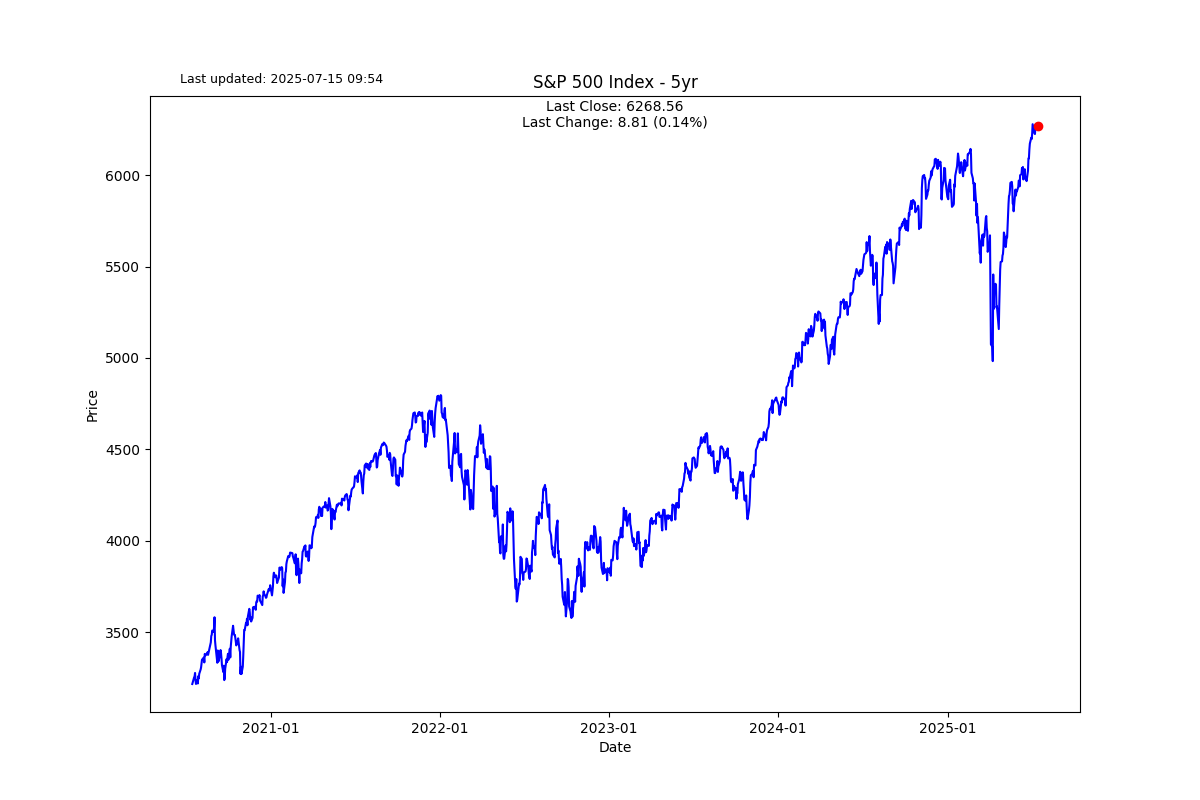 Last updated: 2025-07-15 09:54
S&P 500 Index - 5yr
Last Close: 6268.56
Last Change: 8.81 (0.14%)
6000
5500
5000
4500
4000
3500
Price
2021-01
2022-01
2023-01
2024-01
2025-01
Date